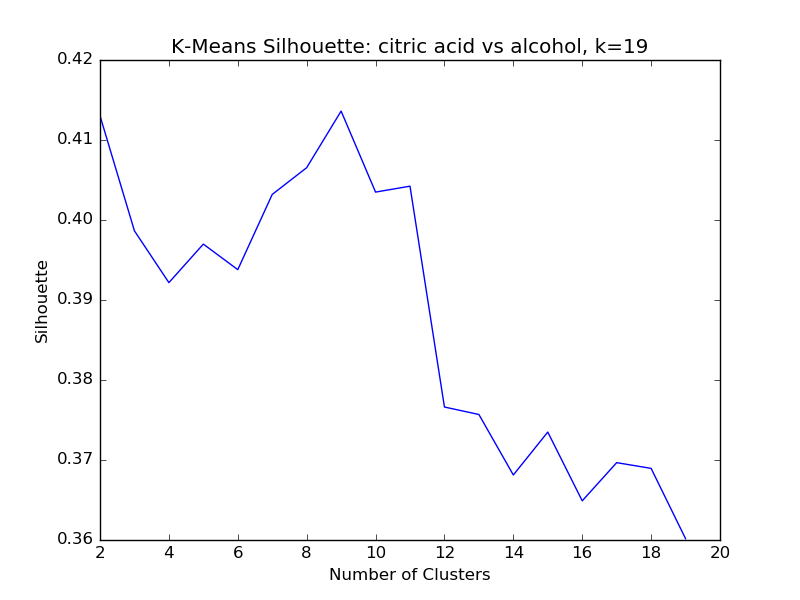 K-Means Silhouette: citric acid vs alcohol, k=19
0.42
0.41
0.40
0.39
0.38
0.37
0.36
Silhouette
2 4 6 8 10 12 14 16 18 20
Number of Clusters